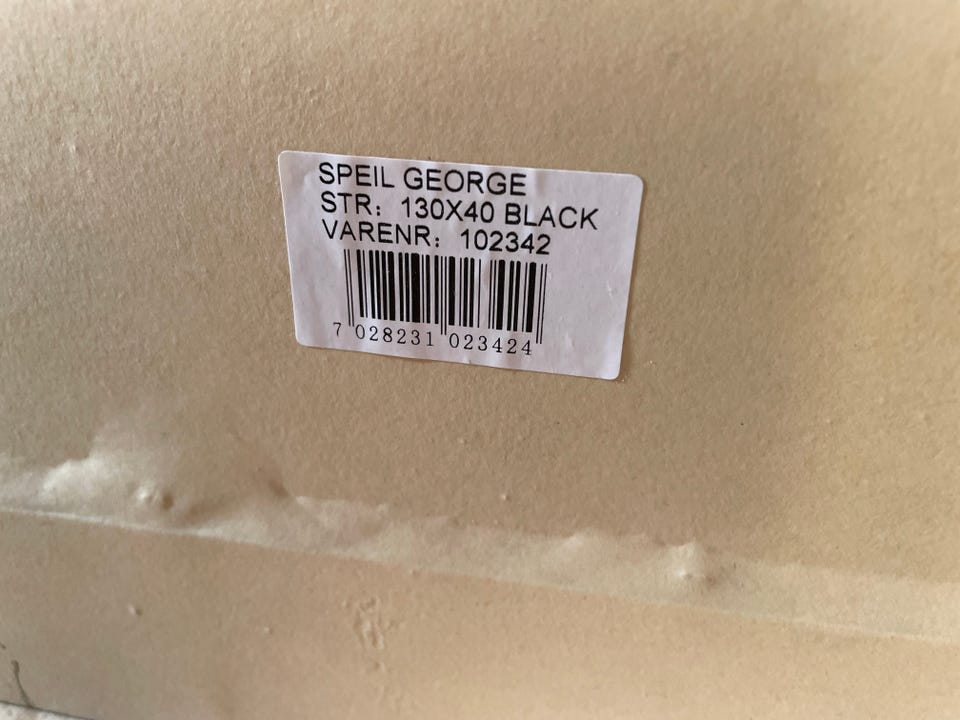 SPEIL GEORGE
STR: 130X40 BLACK
VARENR: 102342
7 028231 023424